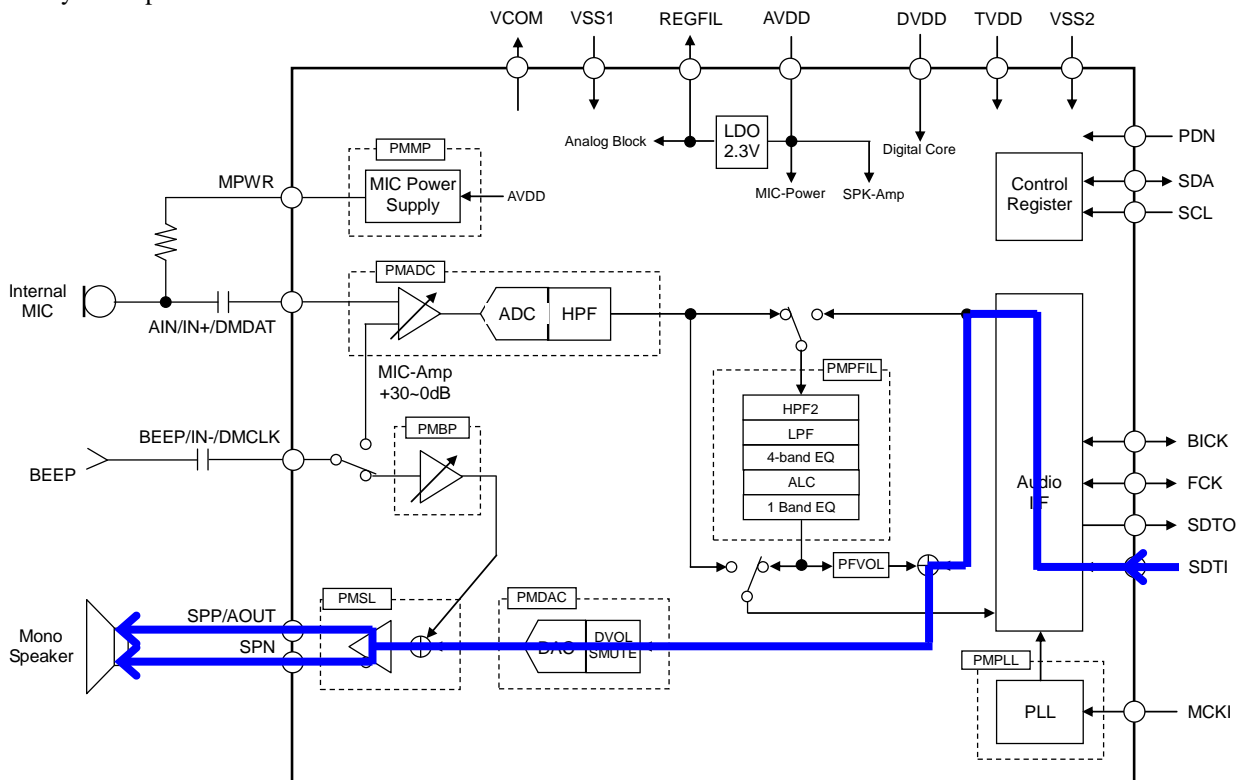 VCOM VSS1 REGFIL AVDD DVDD TVDD VSS2
LDO
2.3V
Analog Block
Digital Core
MIC-Power SPK-Amp
PDN
SDA
SCL
Control
Register
PMMP
MPWR
MIC Power
Supply
AVDD
Internal
MIC
AIN/IN+/DMDAT
PMADC
ADC HPF
MIC-Amp
+30~0dB
PMPFIL
HPF2
LPF
4-band EQ
ALC
1 Band EQ
BEEP/IN-/DMCLK
BEEP
PMBP
Audio
I/F
BICK
FCK
SDTO
SDTI
PFVOL
PMSL
PMDAC
SPP/AOUT
SPN
Mono
Speaker
DAC
DVOL
SMUTE
PMPLL
PLL
MCKI